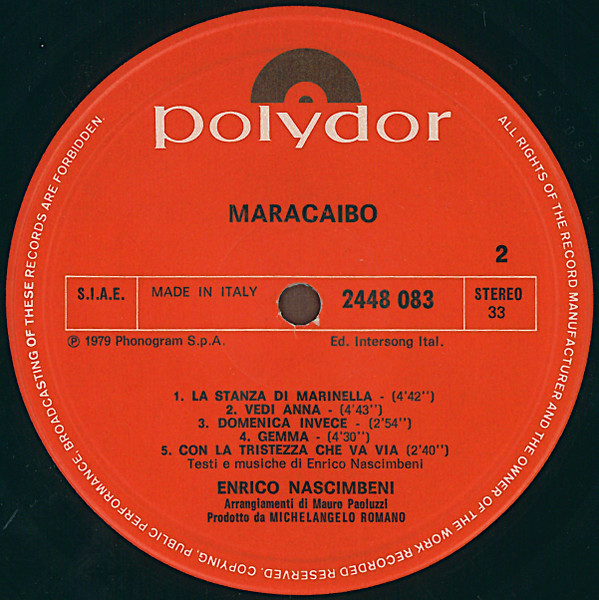 polydor
MARACAIBO
2
S.I.A.E.
MADE IN ITALY
2448 083
STEREO
33
℗ 1979 Phonogram S.p.A.
Ed. Intersong Ital.
1. LA STANZA DI MARINELLA - (4'42")
2. VEDI ANNA - (4'43")
3. DOMENICA INVECE - (2'54")
4. GEMMA - (4'30")
5. CON LA TRISTEZZA CHE VA VIA (2'40")
Testi e musiche di Enrico Nascimbeni
ENRICO NASCIMBENI
Arrangiamenti di Mauro Paoluzzi
Prodotto da MICHELANGELO ROMANO
ALL RIGHTS OF THE RECORD MANUFACTURER AND THE OWNER OF THE WORK RECORDED RESERVED. COPYING, PUBLIC PERFORMANCE, BROADCASTING OF THESE RECORDS ARE FORBIDDEN.